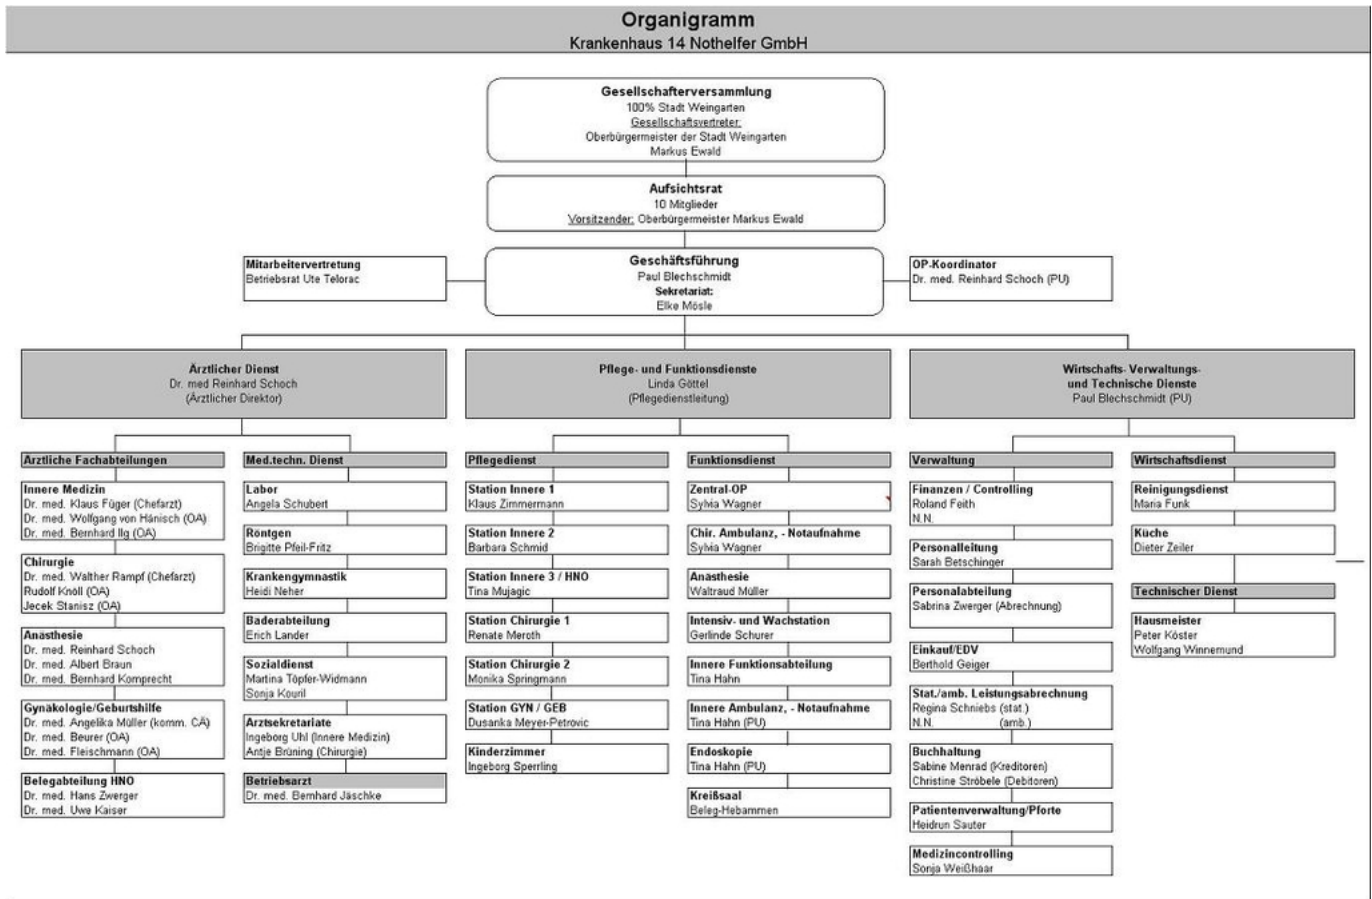 Organigramm
Krankenhaus 14 Nothelfer GmbH
Gesellschafterversammlung
100% Stadt Weingarten
Gesellschaftsvertreter:
Oberbürgermeister der Stadt Weingarten
Markus Ewald
Aufsichtsrat
10 Mitglieder
Vorsitzender: Oberbürgermeister Markus Ewald
Mitarbeitervertretung
Betriebsrat Ute Telorac
Geschäftsführung
Paul Blechschmidt
Sekretariat:
Elke Mösle
OP-Koordinator
Dr. med. Reinhard Schoch (PU)
Ärztlicher Dienst
Dr. med Reinhard Schoch
(Ärztlicher Direktor)
Pflege- und Funktionsdienste
Linda Göttel
(Pflegedienstleitung)
Wirtschafts- Verwaltungs-
und Technische Dienste
Paul Blechschmidt (PU)
Ärztliche Fachabteilungen
Innere Medizin
Dr. med. Klaus Füger (Chefarzt)
Dr. med. Wolfgang von Hänisch (OA)
Dr. med. Bernhard Ilg (OA)
Chirurgie
Dr. med. Walther Rampf (Chefarzt)
Rudolf Knöll (OA)
Jecek Stanisz (OA)
Anästhesie
Dr. med. Reinhard Schoch
Dr. med. Albert Braun
Dr. med. Bernhard Komprecht
Gynäkologie/Geburtshilfe
Dr. med. Angelika Müller (komm. CÄ)
Dr. med. Beurer (OA)
Dr. med. Fleischmann (OA)
Belegabteilung HNO
Dr. med. Hans Zwerger
Dr. med. Uwe Kaiser
Med.techn. Dienst
Labor
Angela Schubert
Röntgen
Brigitte Pfeil-Fritz
Krankengymnastik
Heidi Neher
Bäderabteilung
Erich Lander
Sozialdienst
Martina Töpfer-Widmann
Sonja Kouril
Arztsekretariate
Ingeborg Uhl (Innere Medizin)
Antje Brüning (Chirurgie)
Betriebsarzt
Dr. med. Bernhard Jäschke
Pflegedienst
Station Innere 1
Klaus Zimmermann
Station Innere 2
Barbara Schmid
Station Innere 3 / HNO
Tina Mujagic
Station Chirurgie 1
Renate Meroth
Station Chirurgie 2
Monika Springmann
Station GYN / GEB
Dusanka Meyer-Petrovic
Kinderzimmer
Ingeborg Sperrling
Funktionsdienst
Zentral-OP
Sylvia Wagner
Chir. Ambulanz, - Notaufnahme
Sylvia Wagner
Anästhesie
Waltraud Müller
Intensiv- und Wachstation
Gerlinde Schurer
Innere Funktionsabteilung
Tina Hahn
Innere Ambulanz, - Notaufnahme
Tina Hahn (PU)
Endoskopie
Tina Hahn (PU)
Kreißsaal
Beleg-Hebammen
Verwaltung
Finanzen / Controlling
Roland Feith
N.N.
Personalleitung
Sarah Betschinger
Personalabteilung
Sabrina Zwerger (Abrechnung)
Einkauf/EDV
Berthold Geiger
Stat./amb. Leistungsabrechnung
Regina Schniebs (stat.)
N.N. (amb.)
Buchhaltung
Sabine Menrad (Kreditoren)
Christine Ströbele (Debitoren)
Patientenverwaltung/Pforte
Heidrun Sauter
Medizincontrolling
Sonja Weißhaar
Wirtschaftsdienst
Reinigungsdienst
Maria Funk
Küche
Dieter Zeiler
Technischer Dienst
Hausmeister
Peter Köster
Wolfgang Winnemund